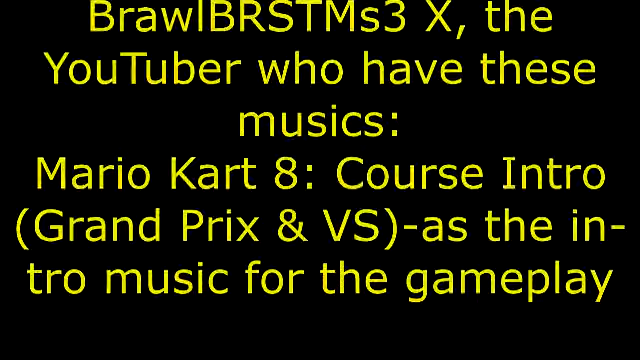 BrawlBRSTMs3 X, the
YouTuber who have these
musics:
Mario Kart 8: Course Intro
(Grand Prix & VS)-as the in-
tro music for the gameplay